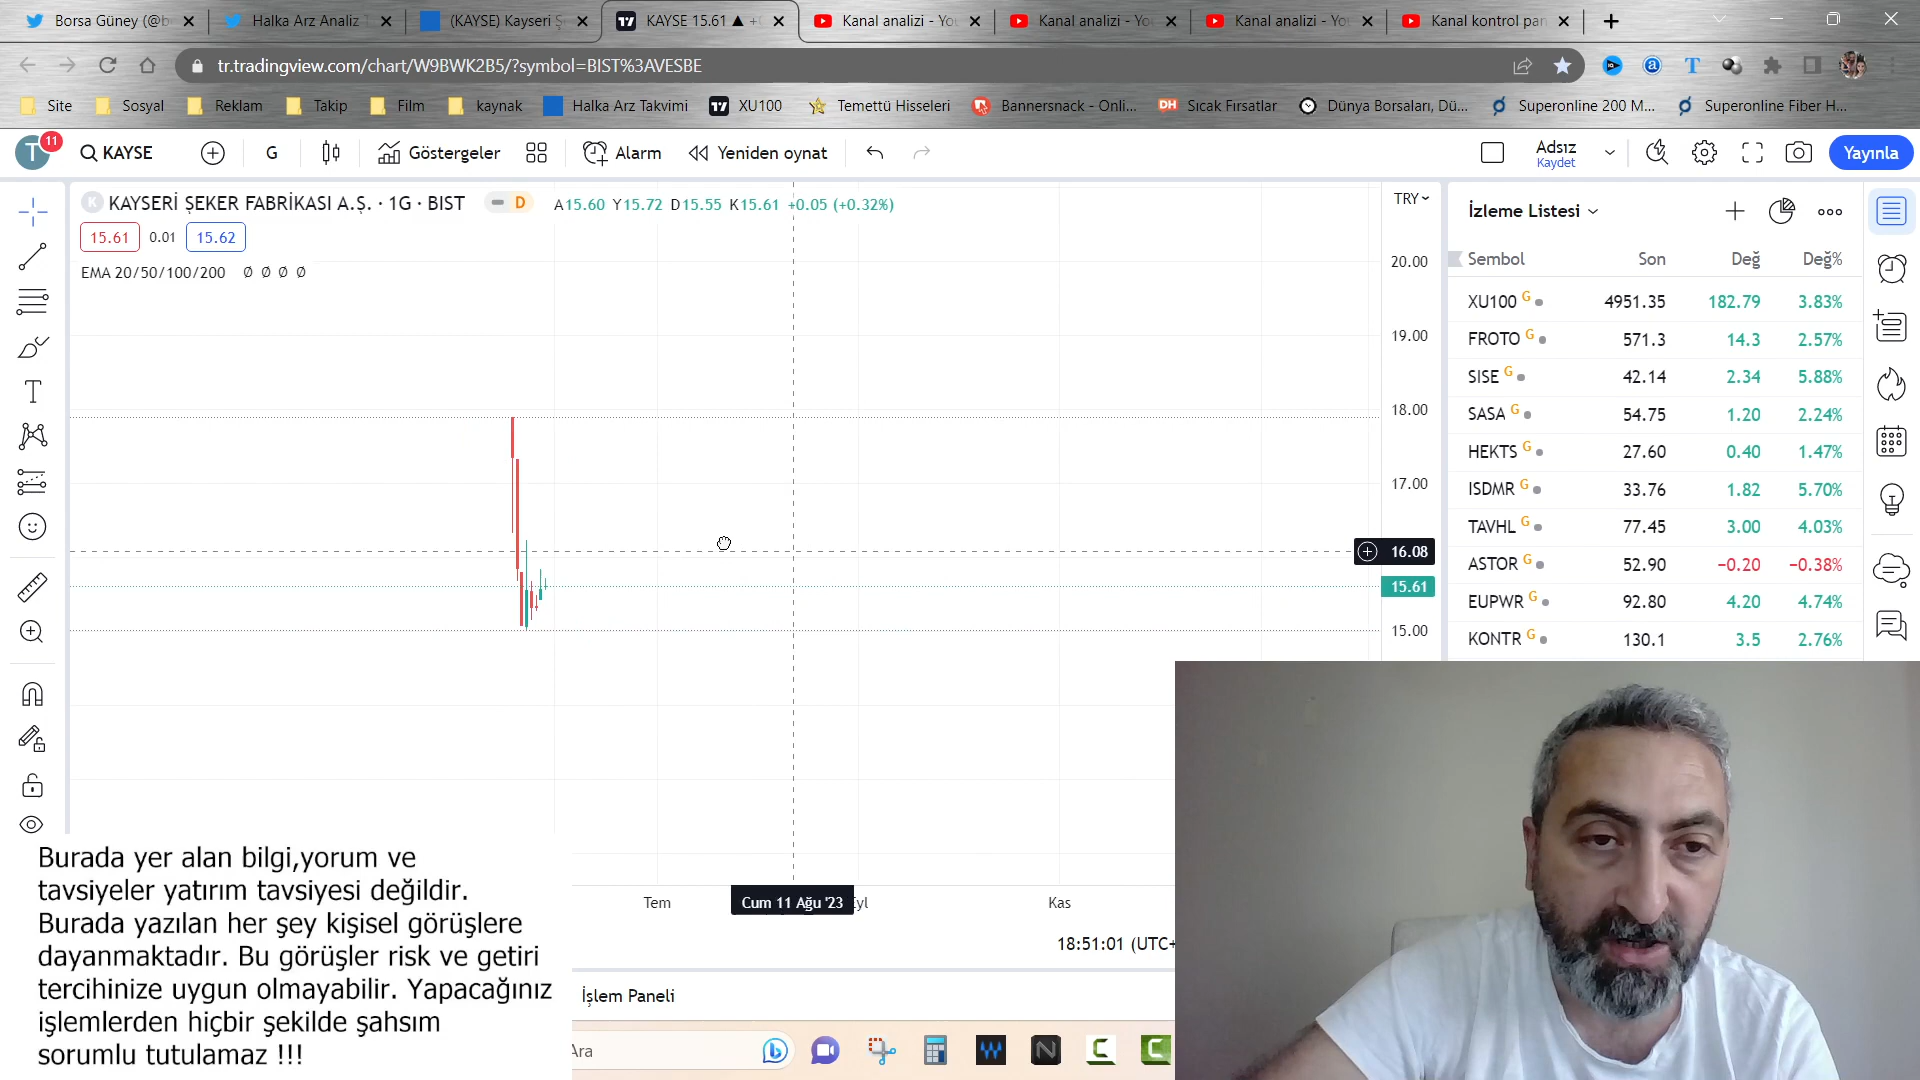 Borsa Güney (@b
Halka Arz Analiz T
(KAYSE) Kayseri Ş
KAYSE 15.61 ▲ +
Kanal analizi - You
Kanal analizi - Yo
Kanal analizi - Yo
Kanal kontrol pan
tr.tradingview.com/chart/W9BWK2B5/?symbol=BIST%3AVESBE
Site
Sosyal
Reklam
Takip
Film
kaynak
Halka Arz Takvimi
XU100
Temettü Hisseleri
Bannersnack - Onli...
DH Sıcak Fırsatlar
Dünya Borsaları, Dü...
Superonline 200 M...
Superonline Fiber H...
T 11
KAYSE
G
Göstergeler
Alarm
Yeniden oynat
Adsız
Kaydet
Yayınla
K KAYSERİ ŞEKER FABRİKASI A.Ş. · 1G · BIST
D
A15.60 Y15.72 D15.55 K15.61 +0.05 (+0.32%)
15.61 0.01 15.62
EMA 20/50/100/200 Ø Ø Ø Ø
TRY
20.00
19.00
18.00
17.00
16.08
15.61
15.00
İzleme Listesi
Sembol Son Değ Değ%
XU100 G 4951.35 182.79 3.83%
FROTO G 571.3 14.3 2.57%
SISE G 42.14 2.34 5.88%
SASA G 54.75 1.20 2.24%
HEKTS G 27.60 0.40 1.47%
ISDMR G 33.76 1.82 5.70%
TAVHL G 77.45 3.00 4.03%
ASTOR G 52.90 −0.20 −0.38%
EUPWR G 92.80 4.20 4.74%
KONTR G 130.1 3.5 2.76%
Tem
Cum 11 Ağu '23
yl
Kas
18:51:01 (UTC+
İşlem Paneli
Ara
Burada yer alan bilgi,yorum ve
tavsiyeler yatırım tavsiyesi değildir.
Burada yazılan her şey kişisel görüşlere
dayanmaktadır. Bu görüşler risk ve getiri
tercihinize uygun olmayabilir. Yapacağınız
işlemlerden hiçbir şekilde şahsım
sorumlu tutulamaz !!!